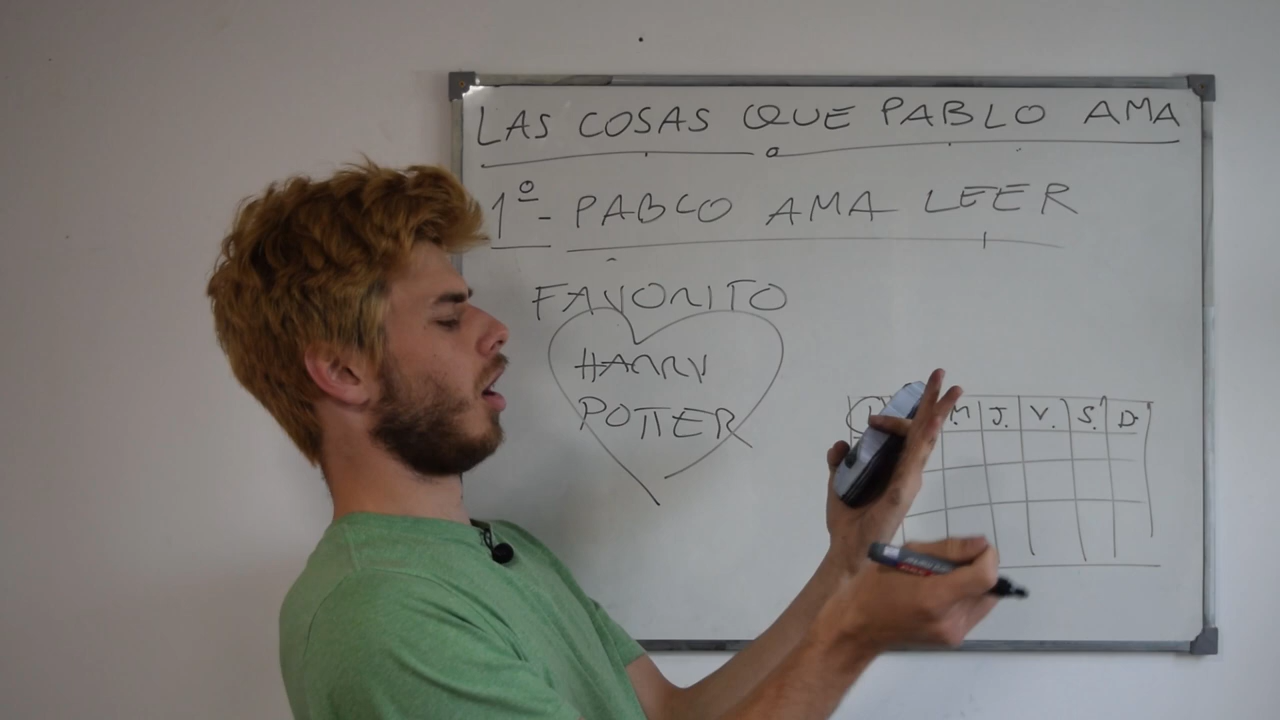 LAS COSAS QUE PABLO AMA
1º- PABLO AMA LEER
FAVORITO
HARRY
POTTER
L M. J. V. S. D